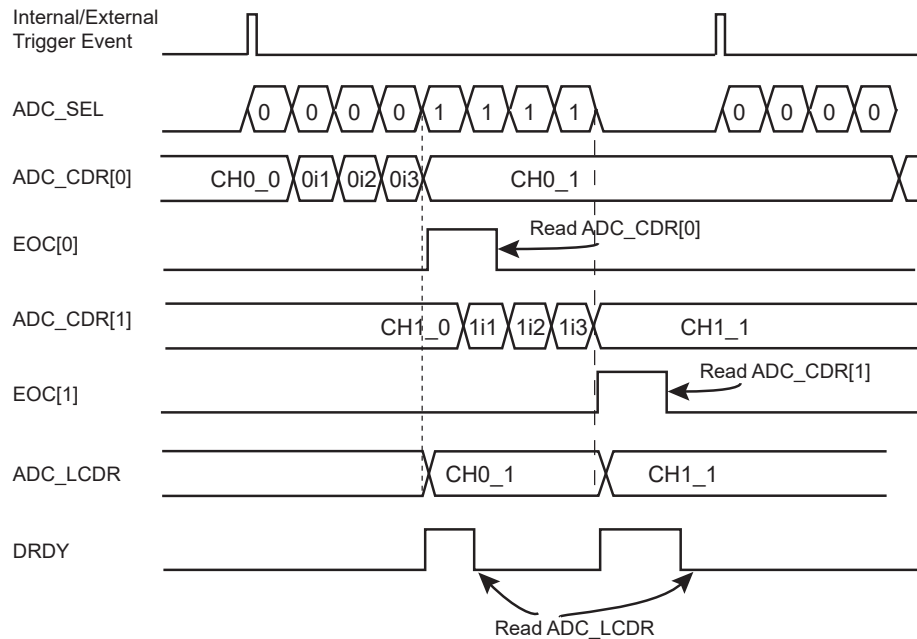 Internal/External
Trigger Event
ADC_SEL
0 0 0 0 1 1 1 1 0 0 0 0
ADC_CDR[0]
CH0_0 0i1 0i2 0i3 CH0_1
EOC[0]
Read ADC_CDR[0]
ADC_CDR[1]
CH1_0 1i1 1i2 1i3 CH1_1
EOC[1]
Read ADC_CDR[1]
ADC_LCDR
CH0_1 CH1_1
DRDY
Read ADC_LCDR